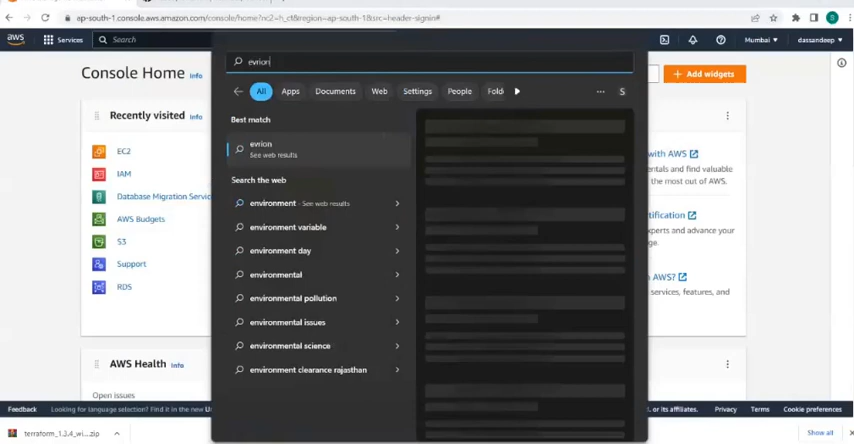 ap-south-1.console.aws.amazon.com/console/home?nc2=h_ct&region=ap-south-1&src=header-signin#
S
aws
Services
Search
Mumbai
dassandeep
evrion
Console Home Info
Add widgets
All
Apps
Documents
Web
Settings
People
S
Recently visited Info
Best match
evrion
See web results
EC2
IAM
Database Migration Servic
AWS Budgets
S3
Support
RDS
Search the web
environment - See web results
environment variable
environment day
environmental
environmental pollution
environmental issues
environmental science
environment clearance rajasthan
with AWS
entals and find valuable
the most out of AWS.
tification
xperts and advance your
ge.
AWS?
services, features, and
AWS Health Info
Open issues
Feedback
Looking for language selection? Find it in the new
or its affiliates.
Privacy
Terms
Cookie preferences
terraform_1.3.4_wi....zip
Show all